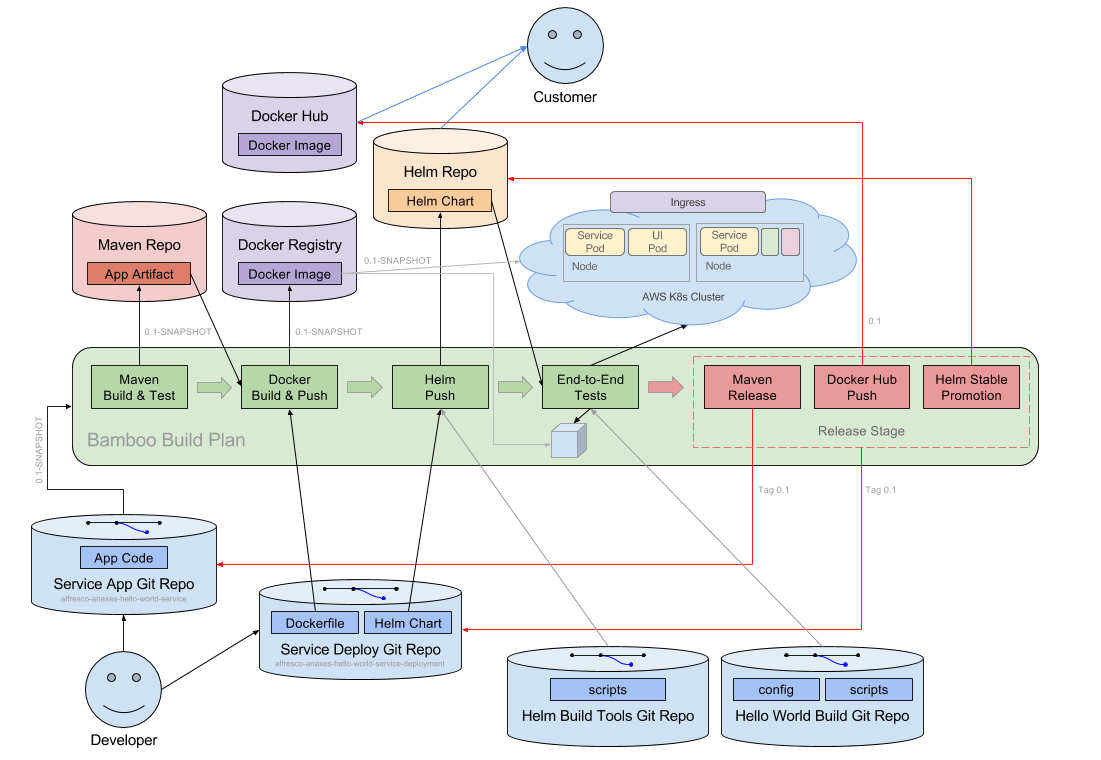 Customer
Docker Hub
Docker Image
Helm Repo
Helm Chart
Ingress
Maven Repo
App Artifact
Docker Registry
Docker Image
0.1-SNAPSHOT
Service
Pod
UI
Pod
Node
Service
Pod
Node
AWS K8s Cluster
0.1-SNAPSHOT
0.1-SNAPSHOT
0.1
Maven
Build & Test
Docker
Build & Push
Helm
Push
End-to-End
Tests
Maven
Release
Docker Hub
Push
Helm Stable
Promotion
Release Stage
Bamboo Build Plan
0.1-SNAPSHOT
Tag 0.1
Tag 0.1
App Code
Service App Git Repo
alfresco-anaxes-hello-world-service
Dockerfile
Helm Chart
Service Deploy Git Repo
alfresco-anaxes-hello-world-service-deployment
scripts
Helm Build Tools Git Repo
config
scripts
Hello World Build Git Repo
Developer